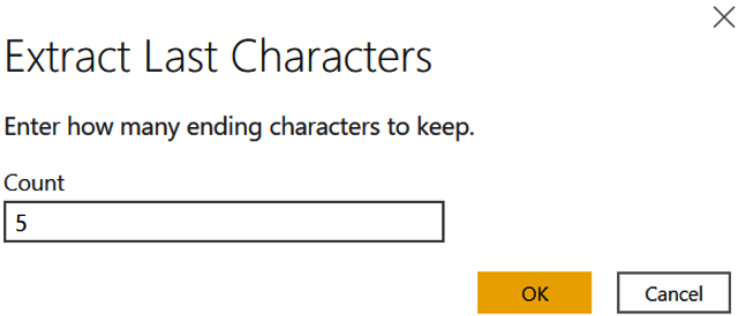 Extract Last Characters
Enter how many ending characters to keep.
Count
5
OK Cancel